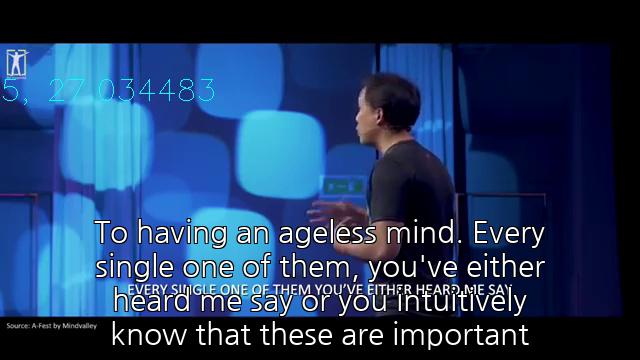 5, 27.034483
To having an ageless mind. Every
single one of them, you've either
EVERY SINGLE ONE OF THEM YOU'VE EITHER HEARD ME SAY
heard me say or you intuitively
know that these are important
Source: A-Fest by Mindvalley